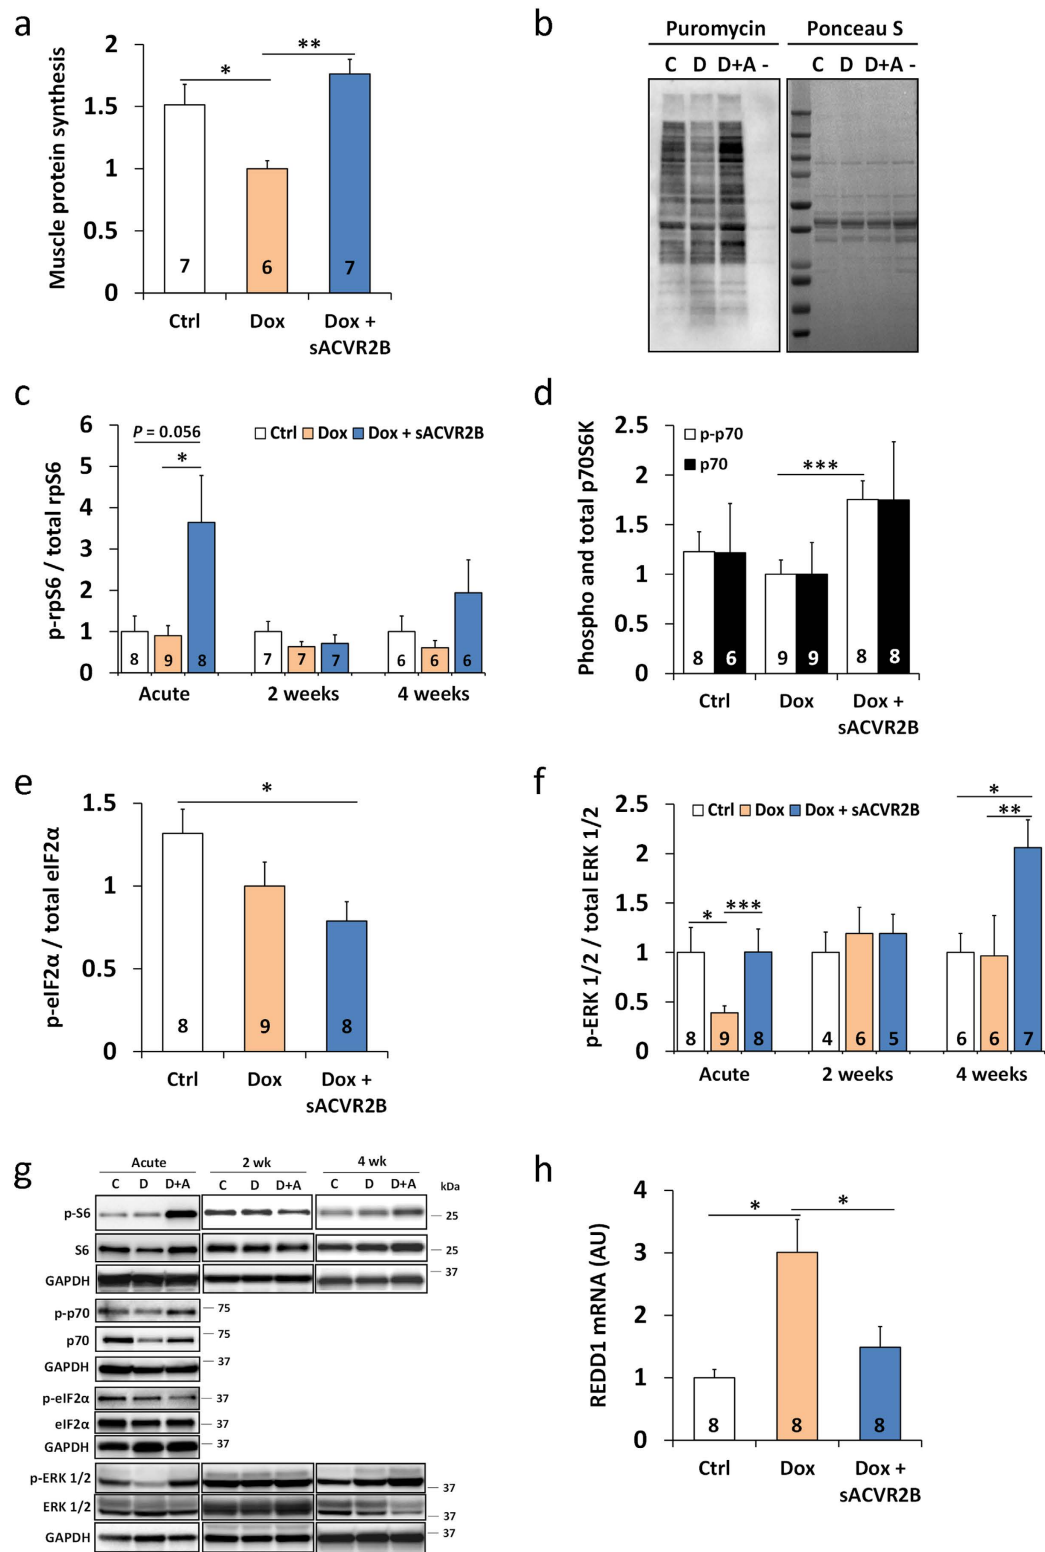 a
Muscle protein synthesis
2
1.5
1
0.5
0
*
**
7
6
7
Ctrl
Dox
Dox +
sACVR2B
b
Puromycin
Ponceau S
C D D+A -
C D D+A -
c
p-rpS6 / total rpS6
6
5
4
3
2
1
0
P = 0.056
*
Ctrl Dox Dox + sACVR2B
8 9 8
7 7 7
6 6 6
Acute
2 weeks
4 weeks
d
Phospho and total p70S6K
2.5
2
1.5
1
0.5
0
p-p70
p70
***
8 6
9 9
8 8
Ctrl
Dox
Dox +
sACVR2B
e
p-eIF2α / total eIF2α
1.5
1
0.5
0
*
8
9
8
Ctrl
Dox
Dox +
sACVR2B
f
p-ERK 1/2 / total ERK 1/2
2.5
2
1.5
1
0.5
0
Ctrl Dox Dox + sACVR2B
* ***
*
**
8 9 8
4 6 5
6 6 7
Acute
2 weeks
4 weeks
g
Acute 2 wk 4 wk
C D D+A C D D+A C D D+A kDa
p-S6 25
S6 25
GAPDH 37
p-p70 75
p70 75
GAPDH 37
p-eIF2α 37
eIF2α 37
GAPDH 37
p-ERK 1/2 37
ERK 1/2 37
GAPDH 37
h
REDD1 mRNA (AU)
4
3
2
1
0
*
*
8
8
8
Ctrl
Dox
Dox +
sACVR2B